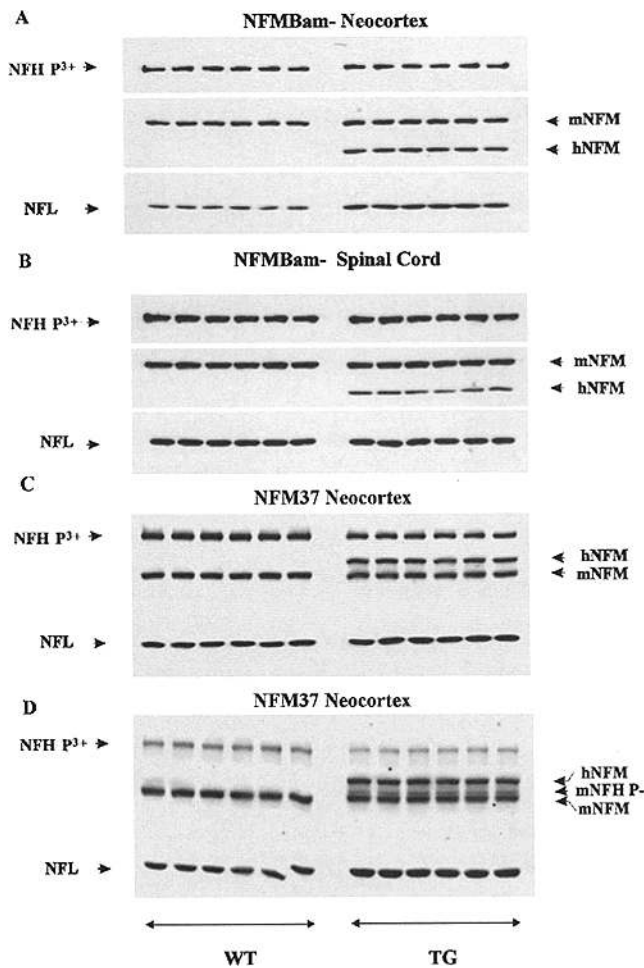 A
NFMBam- Neocortex
NFH P3+
mNFM
hNFM
NFL
B
NFMBam- Spinal Cord
NFH P3+
mNFM
hNFM
NFL
C
NFM37 Neocortex
NFH P3+
hNFM
mNFM
NFL
D
NFM37 Neocortex
NFH P3+
hNFM
mNFH P-
mNFM
NFL
WT
TG